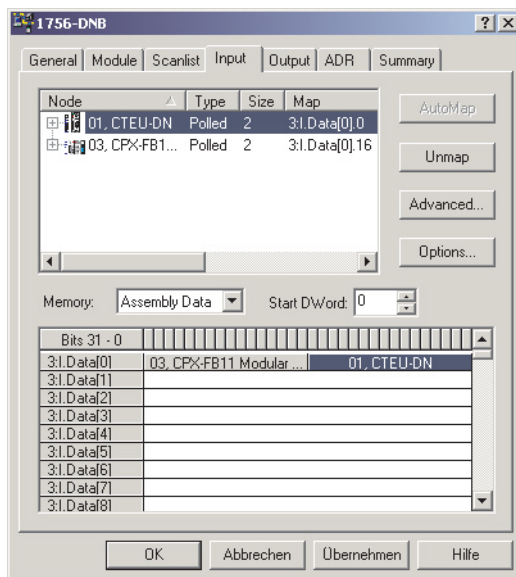 1756-DNB
General Module Scanlist Input Output ADR Summary
Node Type Size Map
01, CTEU-DN Polled 2 3:I.Data[0].0
03, CPX-FB1... Polled 2 3:I.Data[0].16
AutoMap
Unmap
Advanced...
Options...
Memory: Assembly Data Start DWord: 0
Bits 31 - 0
3:I.Data[0] 03, CPX-FB11 Modular ... 01, CTEU-DN
3:I.Data[1]
3:I.Data[2]
3:I.Data[3]
3:I.Data[4]
3:I.Data[5]
3:I.Data[6]
3:I.Data[7]
3:I.Data[8]
OK Abbrechen Übernehmen Hilfe